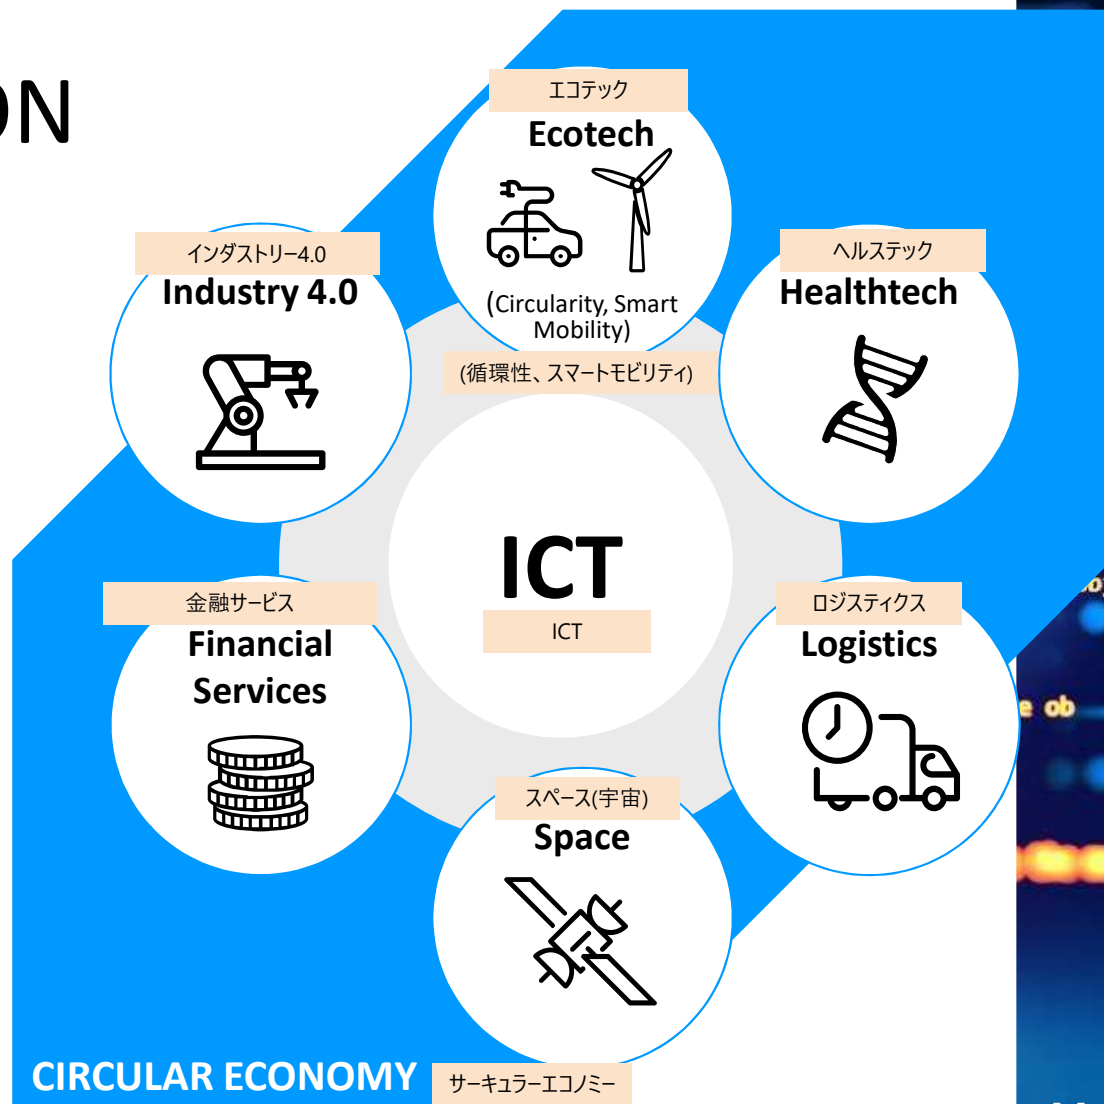 ON
エコテック
Ecotech
(Circularity, Smart
Mobility)
(循環性、スマートモビリティ)
インダストリー4.0
Industry 4.0
ヘルステック
Healthtech
ICT
ICT
金融サービス
Financial
Services
ロジスティクス
Logistics
スペース(宇宙)
Space
CIRCULAR ECONOMY
サーキュラーエコノミー
e ob